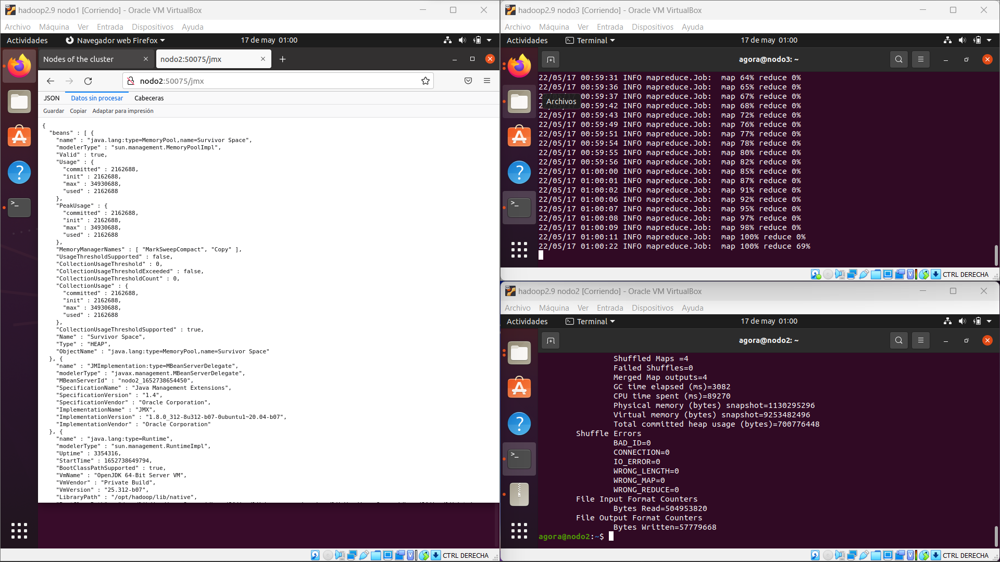 hadoop2.9 nodo1 [Corriendo] - Oracle VM VirtualBox
Archivo Máquina Ver Entrada Dispositivos Ayuda
Actividades Navegador web Firefox 17 de may 01:00
Nodes of the cluster nodo2:50075/jmx
nodo2:50075/jmx
JSON Datos sin procesar Cabeceras
Guardar Copiar Adaptar para impresión
{
"beans" : [ {
"name" : "java.lang:type=MemoryPool,name=Survivor Space",
"modelerType" : "sun.management.MemoryPoolImpl",
"Valid" : true,
"Usage" : {
"committed" : 2162688,
"init" : 2162688,
"max" : 34930688,
"used" : 2162688
},
"PeakUsage" : {
"committed" : 2162688,
"init" : 2162688,
"max" : 34930688,
"used" : 2162688
},
"MemoryManagerNames" : [ "MarkSweepCompact", "Copy" ],
"UsageThresholdSupported" : false,
"CollectionUsageThreshold" : 0,
"CollectionUsageThresholdExceeded" : false,
"CollectionUsageThresholdCount" : 0,
"CollectionUsage" : {
"committed" : 2162688,
"init" : 2162688,
"max" : 34930688,
"used" : 2162688
},
"CollectionUsageThresholdSupported" : true,
"Name" : "Survivor Space",
"Type" : "HEAP",
"ObjectName" : "java.lang:type=MemoryPool,name=Survivor Space"
}, {
"name" : "JMImplementation:type=MBeanServerDelegate",
"modelerType" : "javax.management.MBeanServerDelegate",
"MBeanServerId" : "nodo2_1652738654450",
"SpecificationName" : "Java Management Extensions",
"SpecificationVersion" : "1.4",
"SpecificationVendor" : "Oracle Corporation",
"ImplementationName" : "JMX",
"ImplementationVersion" : "1.8.0_312-8u312-b07-0ubuntu1~20.04-b07",
"ImplementationVendor" : "Oracle Corporation"
}, {
"name" : "java.lang:type=Runtime",
"modelerType" : "sun.management.RuntimeImpl",
"Uptime" : 3354316,
"StartTime" : 1652738649794,
"BootClassPathSupported" : true,
"VmName" : "OpenJDK 64-Bit Server VM",
"VmVendor" : "Private Build",
"VmVersion" : "25.312-b07",
"LibraryPath" : "/opt/hadoop/lib/native",
CTRL DERECHA
hadoop2.9 nodo3 [Corriendo] - Oracle VM VirtualBox
Archivo Máquina Ver Entrada Dispositivos Ayuda
Actividades Terminal 17 de may 01:00
agora@nodo3: ~
22/05/17 00:59:31 INFO mapreduce.Job: map 64% reduce 0%
22/05/17 00:59:36 INFO mapreduce.Job: map 65% reduce 0%
00:59:37 INFO mapreduce.Job: map 67% reduce 0%
Archivos
00:59:42 INFO mapreduce.Job: map 68% reduce 0%
22/05/17 00:59:43 INFO mapreduce.Job: map 72% reduce 0%
22/05/17 00:59:49 INFO mapreduce.Job: map 76% reduce 0%
22/05/17 00:59:51 INFO mapreduce.Job: map 77% reduce 0%
22/05/17 00:59:54 INFO mapreduce.Job: map 78% reduce 0%
22/05/17 00:59:55 INFO mapreduce.Job: map 80% reduce 0%
22/05/17 00:59:56 INFO mapreduce.Job: map 82% reduce 0%
22/05/17 01:00:00 INFO mapreduce.Job: map 85% reduce 0%
22/05/17 01:00:01 INFO mapreduce.Job: map 87% reduce 0%
22/05/17 01:00:02 INFO mapreduce.Job: map 91% reduce 0%
22/05/17 01:00:06 INFO mapreduce.Job: map 92% reduce 0%
22/05/17 01:00:07 INFO mapreduce.Job: map 95% reduce 0%
22/05/17 01:00:08 INFO mapreduce.Job: map 97% reduce 0%
22/05/17 01:00:09 INFO mapreduce.Job: map 98% reduce 0%
22/05/17 01:00:11 INFO mapreduce.Job: map 100% reduce 0%
22/05/17 01:00:22 INFO mapreduce.Job: map 100% reduce 69%
CTRL DERECHA
hadoop2.9 nodo2 [Corriendo] - Oracle VM VirtualBox
Archivo Máquina Ver Entrada Dispositivos Ayuda
Actividades Terminal 17 de may 01:00
agora@nodo2: ~
Shuffled Maps =4
Failed Shuffles=0
Merged Map outputs=4
GC time elapsed (ms)=3082
CPU time spent (ms)=89270
Physical memory (bytes) snapshot=1130295296
Virtual memory (bytes) snapshot=9253482496
Total committed heap usage (bytes)=700776448
Shuffle Errors
BAD_ID=0
CONNECTION=0
IO_ERROR=0
WRONG_LENGTH=0
WRONG_MAP=0
WRONG_REDUCE=0
File Input Format Counters
Bytes Read=504953820
File Output Format Counters
Bytes Written=57779668
agora@nodo2:~$
CTRL DERECHA